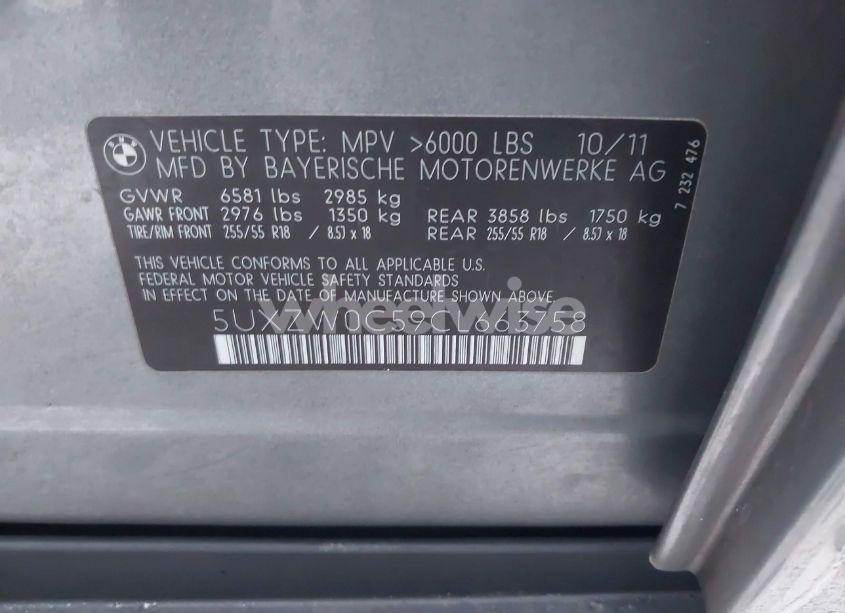 BMW
VEHICLE TYPE: MPV >6000 LBS 10/11
MFD BY BAYERISCHE MOTORENWERKE AG
GVWR 6581 lbs 2985 kg
GAWR FRONT 2976 lbs 1350 kg REAR 3858 lbs 1750 kg
TIRE/RIM FRONT 255/55 R18 / 8.5J x 18 REAR 255/55 R18 / 8.5J x 18
THIS VEHICLE CONFORMS TO ALL APPLICABLE U.S.
FEDERAL MOTOR VEHICLE SAFETY STANDARDS
IN EFFECT ON THE DATE OF MANUFACTURE SHOWN ABOVE.
7 232 476
wheelwise